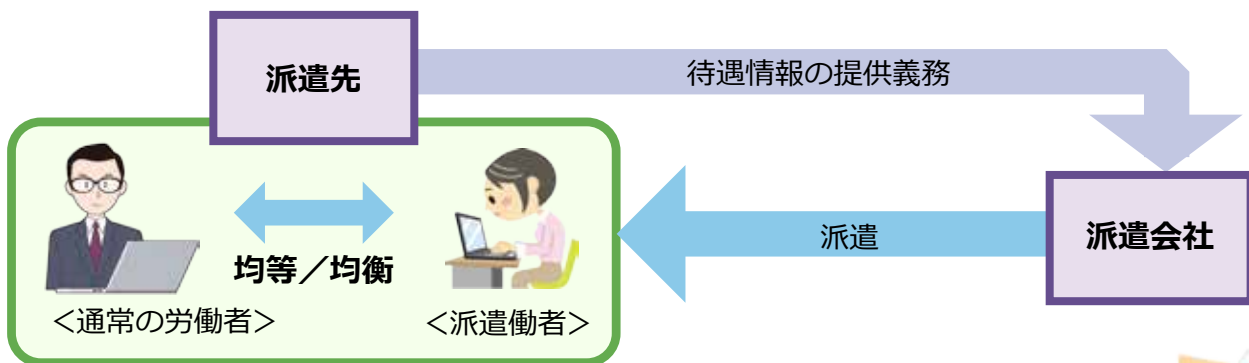 派遣先
待遇情報の提供義務
派遣
派遣会社
均等／均衡
＜通常の労働者＞
＜派遣働者＞